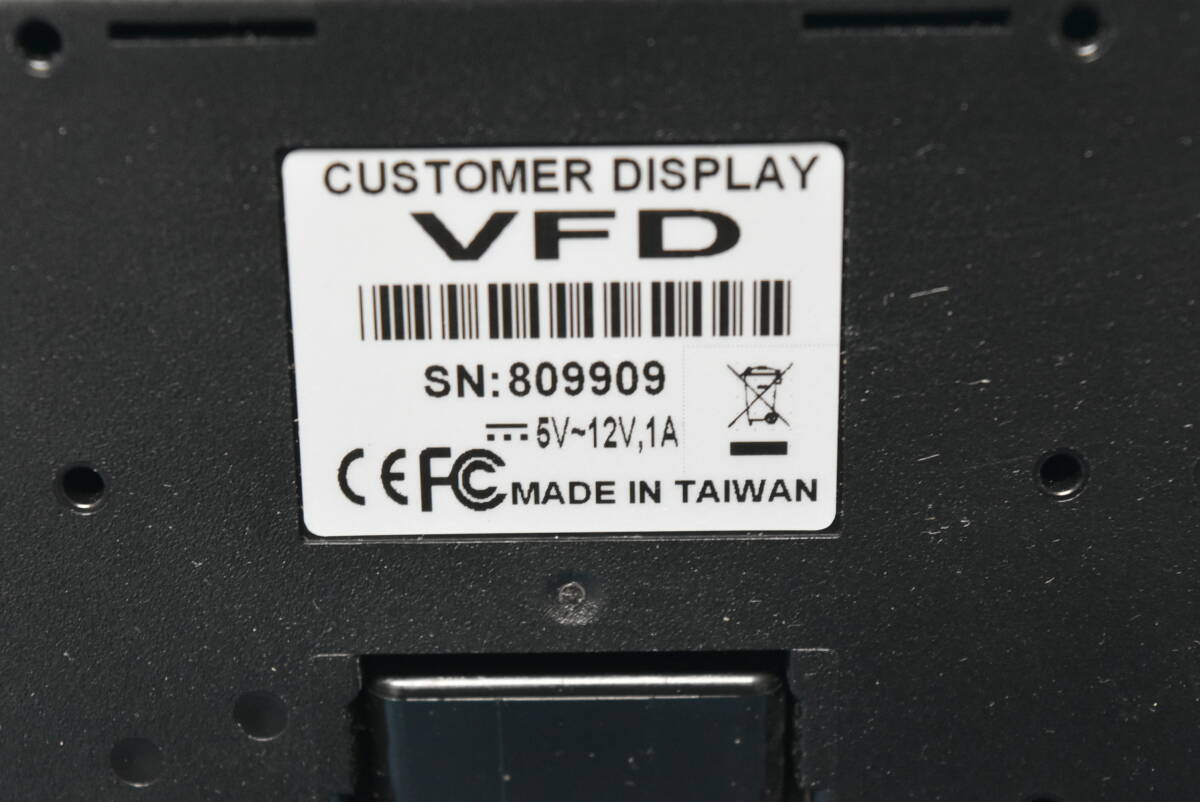 CUSTOMER DISPLAY
VFD
SN:809909
5V~12V,1A
CE FC MADE IN TAIWAN